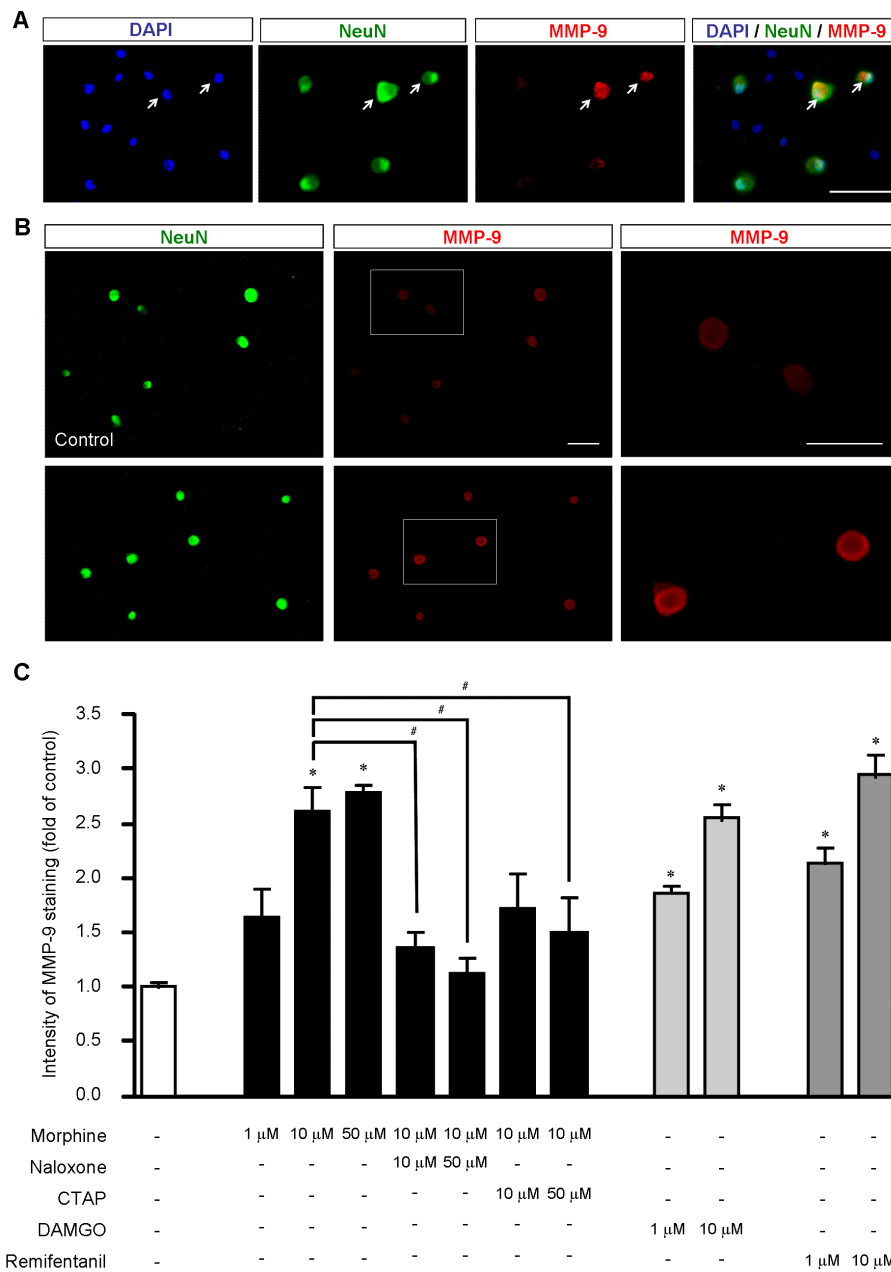 A
DAPI NeuN MMP-9 DAPI / NeuN / MMP-9
B
NeuN MMP-9 MMP-9
Control
C
Intensity of MMP-9 staining (fold of control)
3.5
3.0
2.5
2.0
1.5
1.0
0.5
0.0
# # #
* * * * * *
Morphine - 1 μM 10 μM 50 μM 10 μM 10 μM 10 μM 10 μM - - - -
Naloxone - - - - 10 μM 50 μM - - - - - -
CTAP - - - - - - 10 μM 50 μM - - - -
DAMGO - - - - - - - - 1 μM 10 μM - -
Remifentanil - - - - - - - - - - 1 μM 10 μM